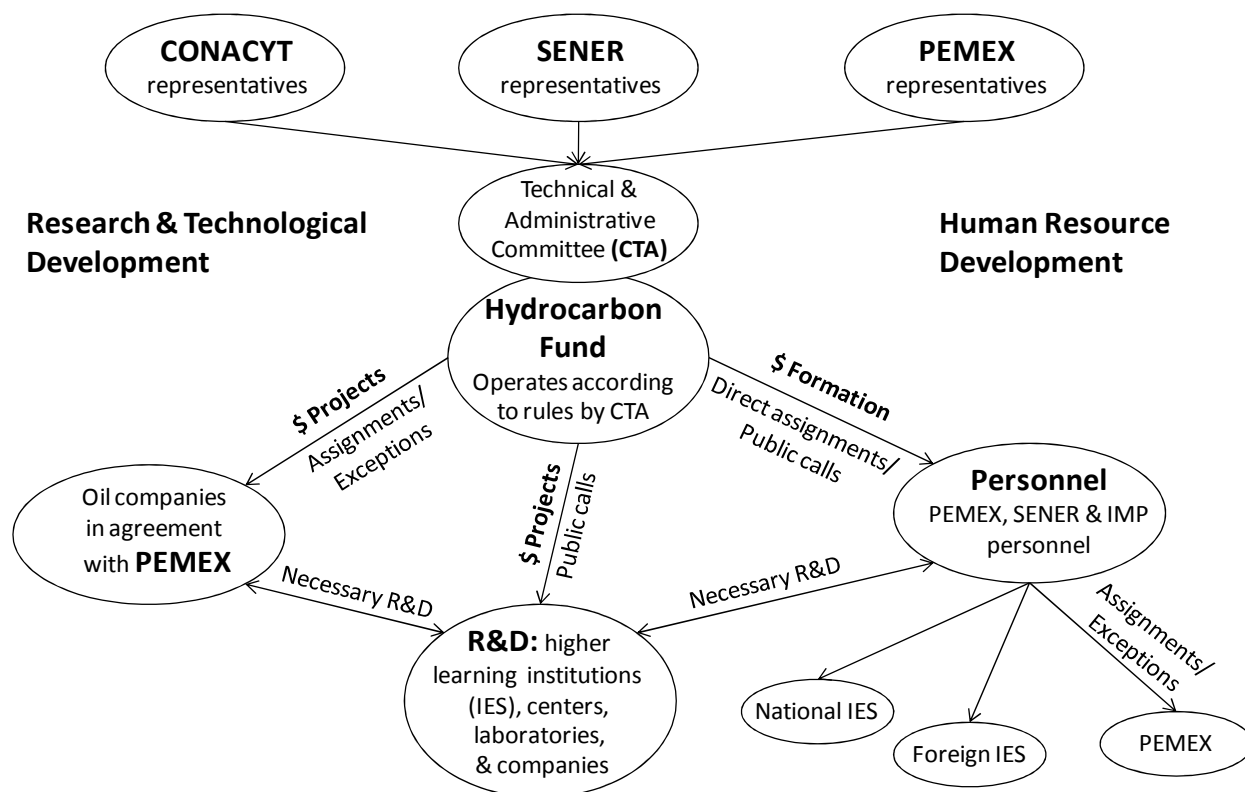 CONACYT
representatives
SENER
representatives
PEMEX
representatives
Technical &
Administrative
Committee (CTA)
Research & Technological
Development
Human Resource
Development
Hydrocarbon
Fund
Operates according
to rules by CTA
$ Projects
Assignments/
Exceptions
$ Projects
Public calls
$ Formation
Direct assignments/
Public calls
Oil companies
in agreement
with PEMEX
Personnel
PEMEX, SENER & IMP
personnel
Necessary R&D
Necessary R&D
R&D: higher
learning institutions
(IES), centers,
laboratories,
& companies
Assignments/
Exceptions
National IES
Foreign IES
PEMEX